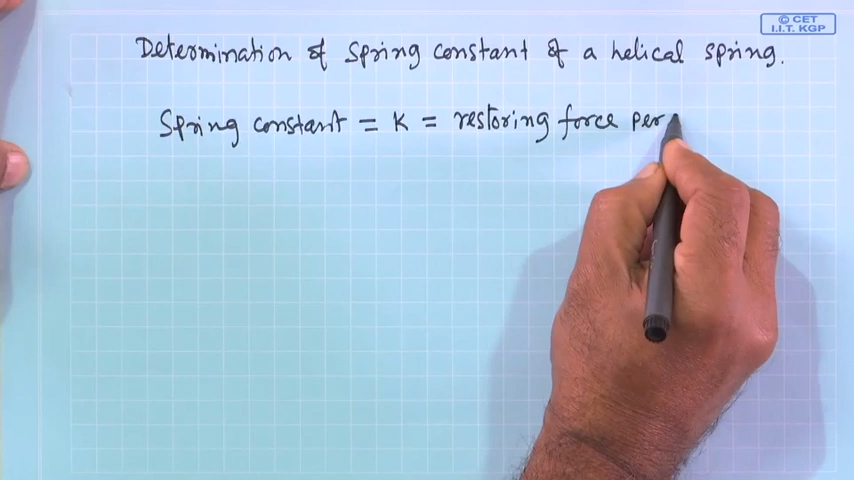 © CET
I.I.T. KGP
Determination of Spring constant of a helical spring.
Spring constant = K = restoring force per